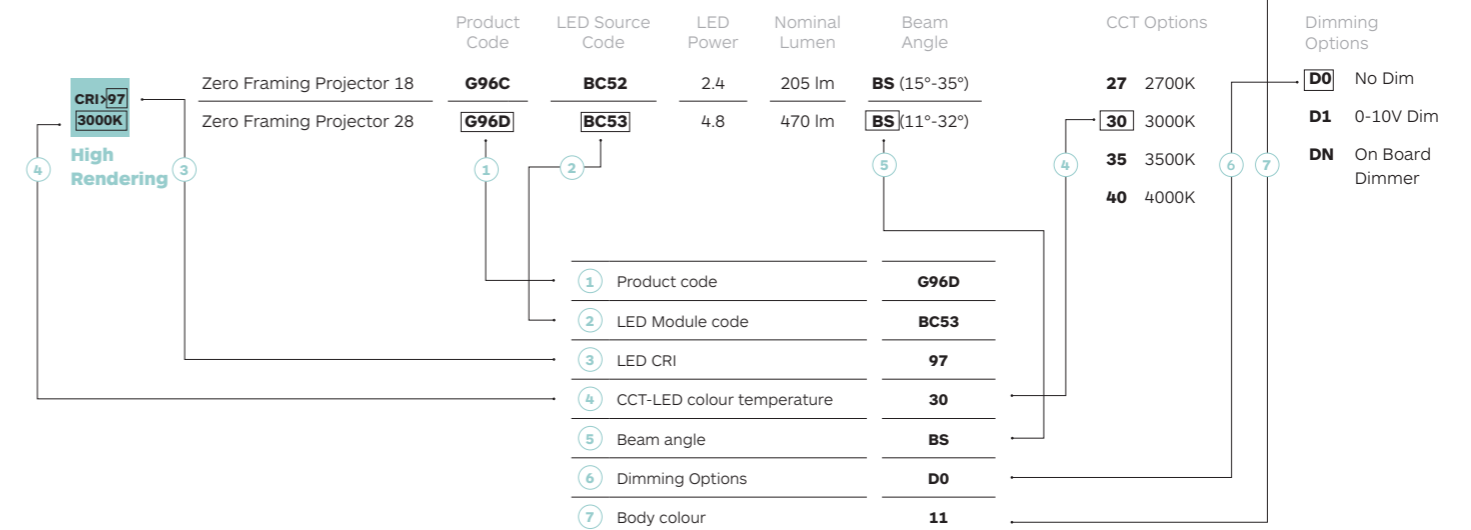 Product Code
LED Source Code
LED Power
Nominal Lumen
Beam Angle
CCT Options
Dimming Options
CRI>97
3000K
High
Rendering
Zero Framing Projector 18 G96C BC52 2.4 205 lm BS (15°-35°)
Zero Framing Projector 28 G96D BC53 4.8 470 lm BS (11°-32°)
27 2700K
30 3000K
35 3500K
40 4000K
D0 No Dim
D1 0-10V Dim
DN On Board
Dimmer
4
3
1
2
5
4
6
7
1 Product code G96D
2 LED Module code BC53
3 LED CRI 97
4 CCT-LED colour temperature 30
5 Beam angle BS
6 Dimming Options D0
7 Body colour 11